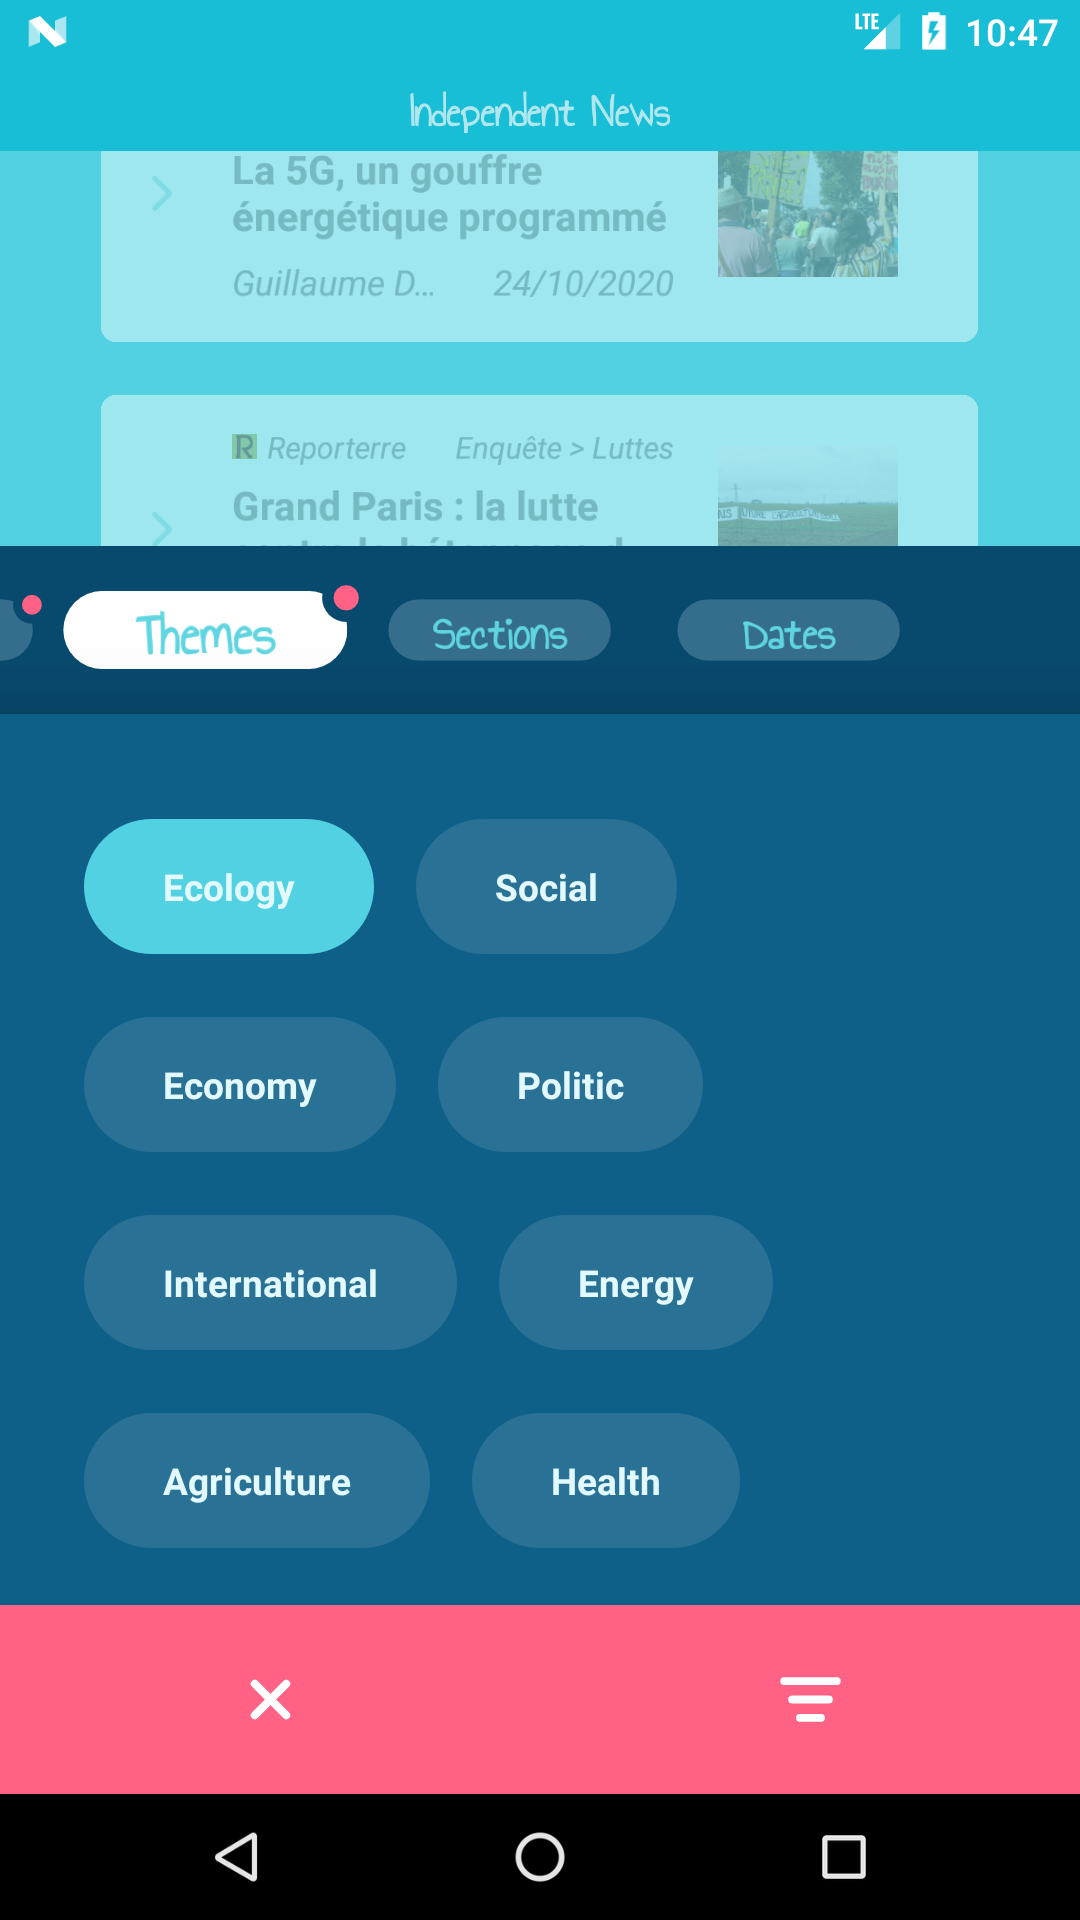 LTE 10:47
Independent News
La 5G, un gouffre
énergétique programmé
Guillaume D... 24/10/2020
R Reporterre Enquête > Luttes
Grand Paris : la lutte
Themes Sections Dates
Ecology Social
Economy Politic
International Energy
Agriculture Health